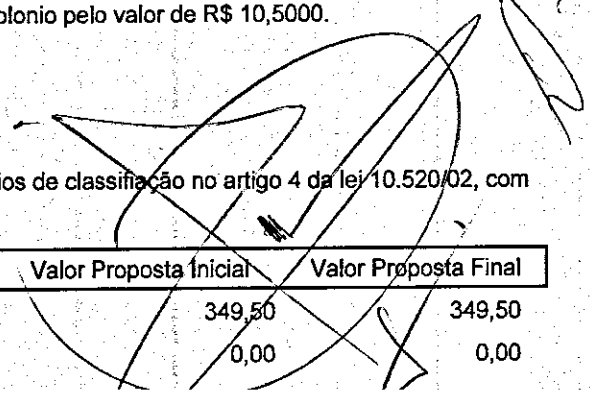 olonio pelo valor de R$ 10,5000.
ios de classifiação no artigo 4 da lei 10.520/02, com
Valor Proposta Inicial Valor Proposta Final
349,50 349,50
0,00 0,00